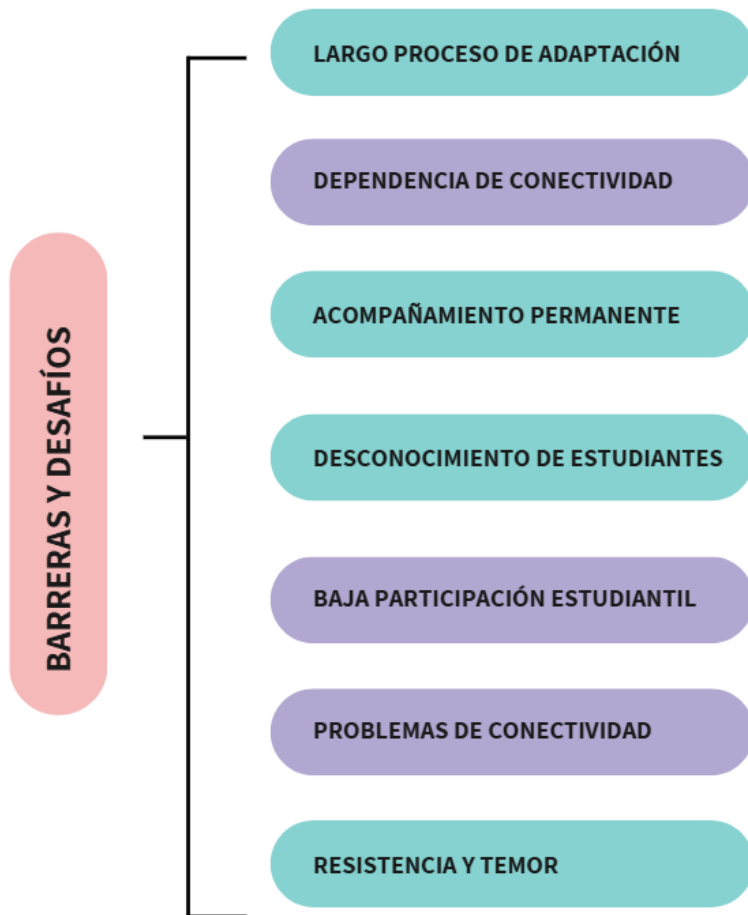 BARRERAS Y DESAFÍOS
LARGO PROCESO DE ADAPTACIÓN
DEPENDENCIA DE CONECTIVIDAD
ACOMPAÑAMIENTO PERMANENTE
DESCONOCIMIENTO DE ESTUDIANTES
BAJA PARTICIPACIÓN ESTUDIANTIL
PROBLEMAS DE CONECTIVIDAD
RESISTENCIA Y TEMOR